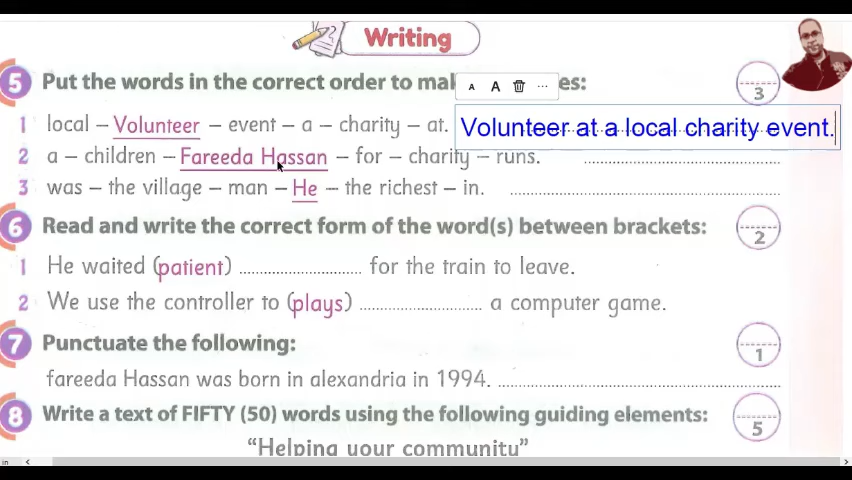 Writing
5 Put the words in the correct order to mak es:
3
A A ...
1 local – Volunteer – event – a – charity – at. Volunteer at a local charity event.
2 a – children – Fareeda Hassan – for – charity – runs.
3 was – the village – man – He – the richest – in.
6 Read and write the correct form of the word(s) between brackets:
2
1 He waited (patient) .............................. for the train to leave.
2 We use the controller to (plays) .............................. a computer game.
7 Punctuate the following:
1
fareeda Hassan was born in alexandria in 1994.
8 Write a text of FIFTY (50) words using the following guiding elements:
5
"Helping your community"
in